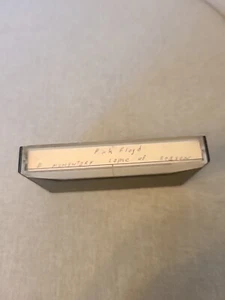 Pink Floyd
A momentary lapse of reason